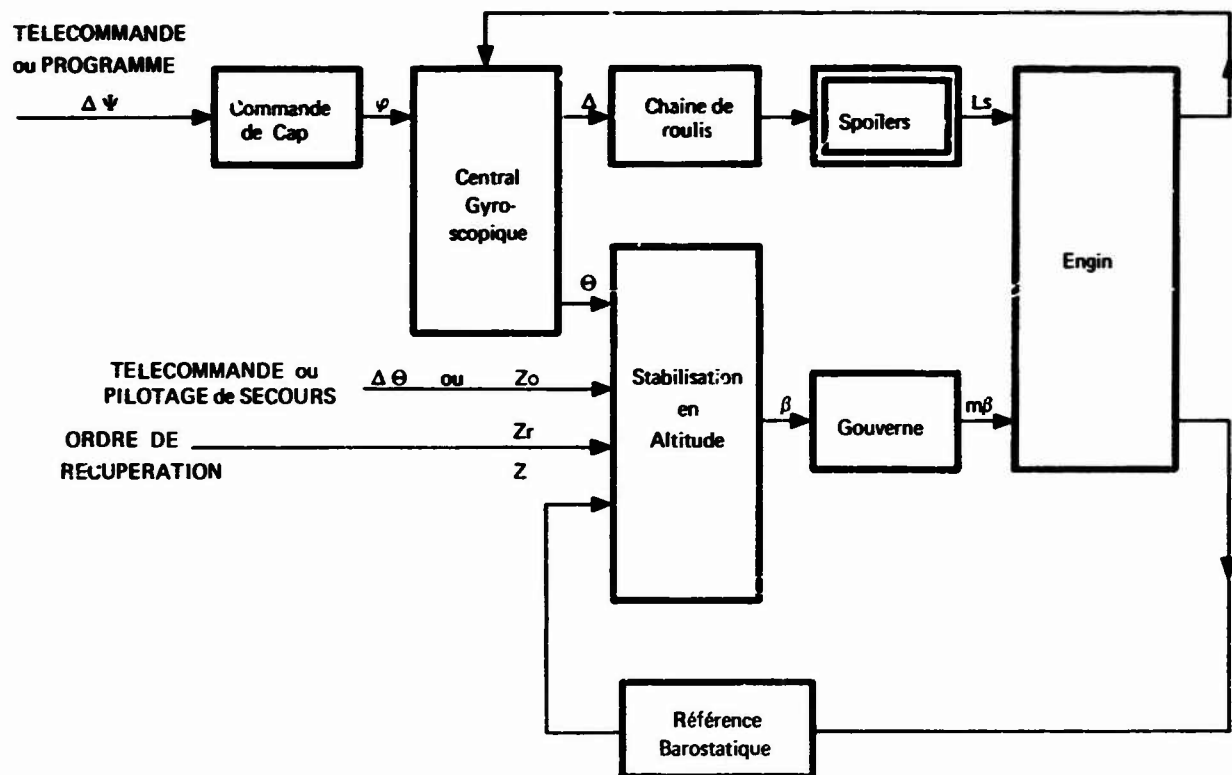 TELECOMMANDE
ou PROGRAMME
Δ Ψ
Commande
de Cap
φ
Central
Gyro-
scopique
Δ
Chaine de
roulis
Spoilers
Ls
Engin
Θ
TELECOMMANDE ou
PILOTAGE de SECOURS
Δ Θ ou Zo
ORDRE DE
RECUPERATION
Zr
Z
Stabilisation
en
Altitude
β
Gouverne
mβ
Référence
Barostatique